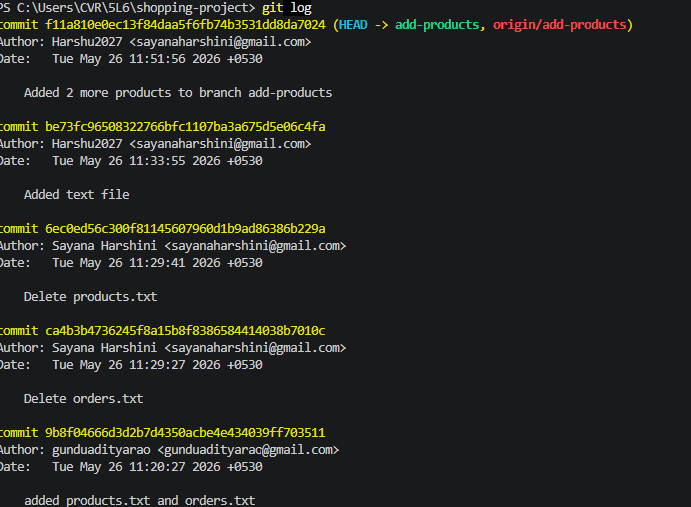 PS C:\Users\CVR\5L6\shopping-project> git log
commit f11a810e0ec13f84daa5f6fb74b3531dd8da7024 (HEAD -> add-products, origin/add-products)
Author: Harshu2027 <sayanaharshini@gmail.com>
Date:   Tue May 26 11:51:56 2026 +0530
    Added 2 more products to branch add-products
commit be73fc96508322766bfc1107ba3a675d5e06c4fa
Author: Harshu2027 <sayanaharshini@gmail.com>
Date:   Tue May 26 11:33:55 2026 +0530
    Added text file
commit 6ec0ed56c300f81145607960d1b9ad86386b229a
Author: Sayana Harshini <sayanaharshini@gmail.com>
Date:   Tue May 26 11:29:41 2026 +0530
    Delete products.txt
commit ca4b3b4736245f8a15b8f8386584414038b7010c
Author: Sayana Harshini <sayanaharshini@gmail.com>
Date:   Tue May 26 11:29:27 2026 +0530
    Delete orders.txt
commit 9b8f04666d3d2b7d4350acbe4e434039ff703511
Author: gunduadityarao <gunduadityarao@gmail.com>
Date:   Tue May 26 11:20:27 2026 +0530
    added products.txt and orders.txt